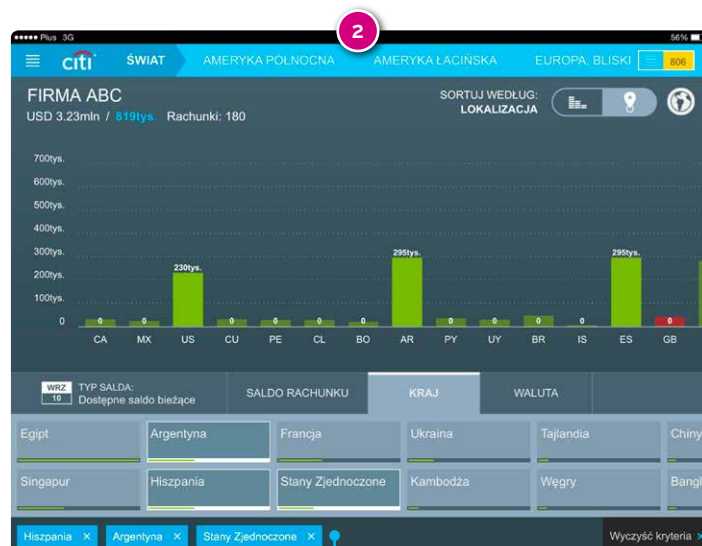 Plus 3G 56%
2
citi ŚWIAT AMERYKA PÓŁNOCNA AMERYKA ŁACIŃSKA EUROPA, BLISKI 806
FIRMA ABC
USD 3.23mln / 819tys. Rachunki: 180
SORTUJ WEDŁUG:
LOKALIZACJA
700tys.
600tys.
500tys.
400tys.
300tys.
200tys.
100tys.
0
0 0 230tys. 0 0 0 0 295tys. 0 0 0 0 295tys. 0
CA MX US CU PE CL BO AR PY UY BR IS ES GB
WRZ
10
TYP SALDA:
Dostępne saldo bieżące
SALDO RACHUNKU KRAJ WALUTA
Egipt Argentyna Francja Ukraina Tajlandia Chiny
Singapur Hiszpania Stany Zjednoczone Kambodża Węgry Bangl
Hiszpania × Argentyna × Stany Zjednoczone × Wyczyść kryteria ×